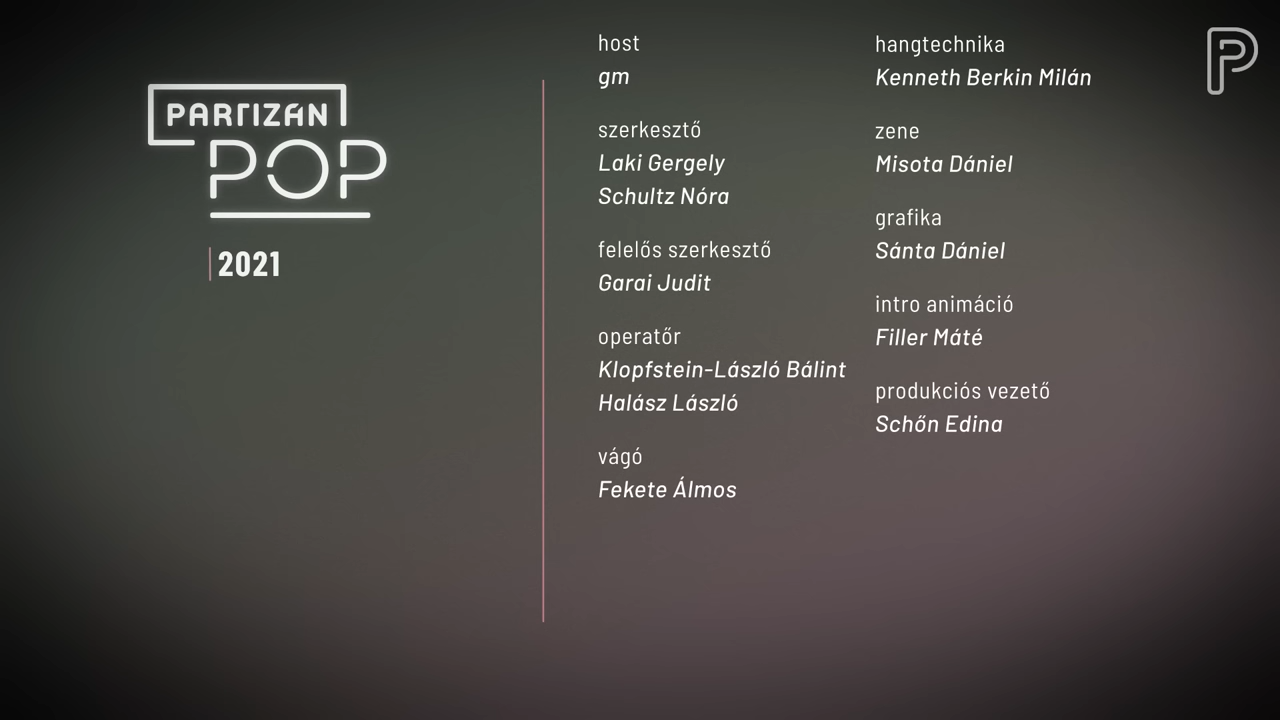 PARTIZÁN
POP
2021
host
gm
szerkesztő
Laki Gergely
Schultz Nóra
felelős szerkesztő
Garai Judit
operatőr
Klopfstein-László Bálint
Halász László
vágó
Fekete Álmos
hangtechnika
Kenneth Berkin Milán
zene
Misota Dániel
grafika
Sánta Dániel
intro animáció
Filler Máté
produkciós vezető
Schőn Edina
P